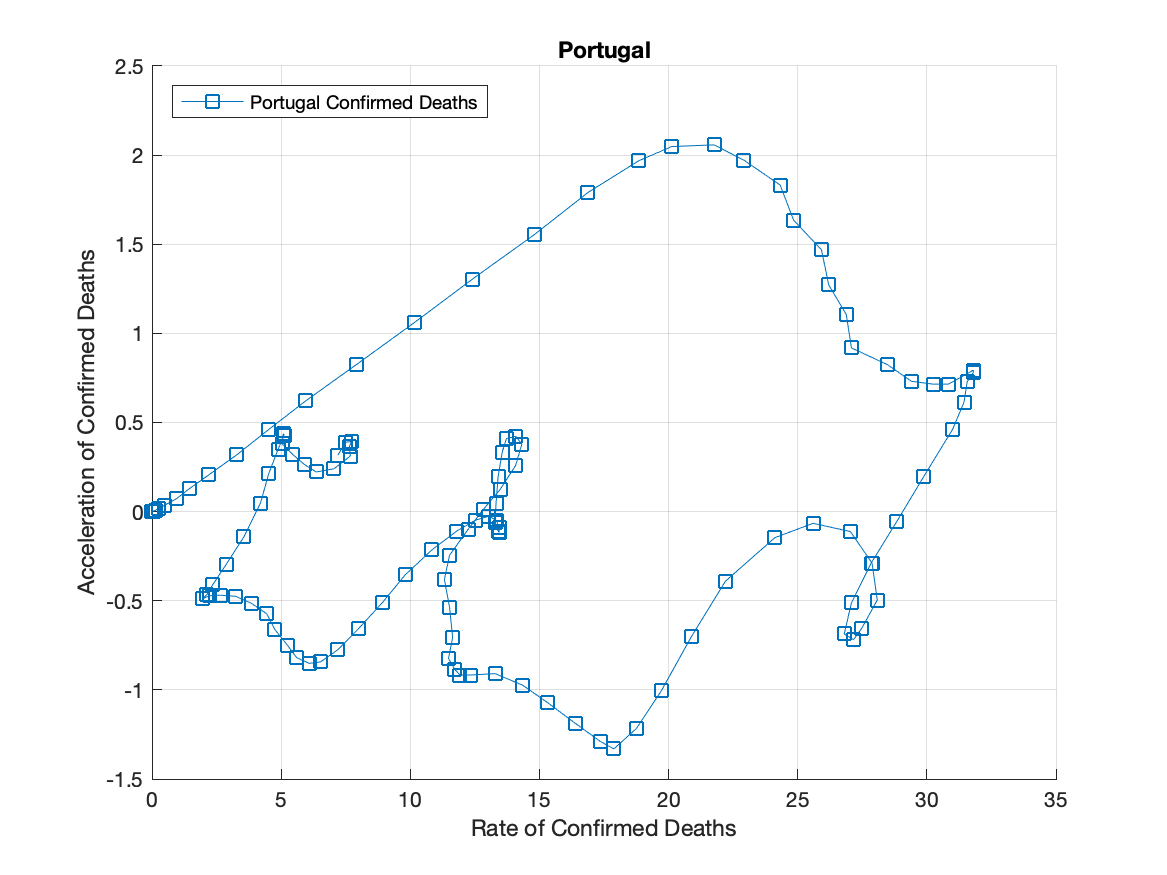 Portugal
Portugal Confirmed Deaths
Acceleration of Confirmed Deaths
2.5
2
1.5
1
0.5
0
-0.5
-1
-1.5
0 5 10 15 20 25 30 35
Rate of Confirmed Deaths